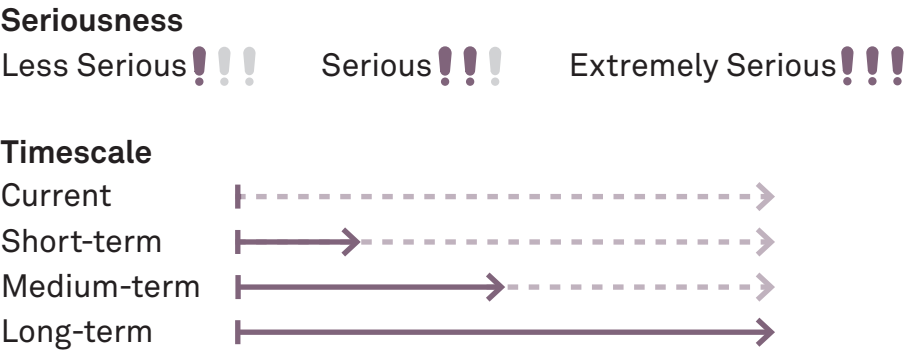 Seriousness
Less Serious Serious Extremely Serious
Timescale
Current
Short-term
Medium-term
Long-term